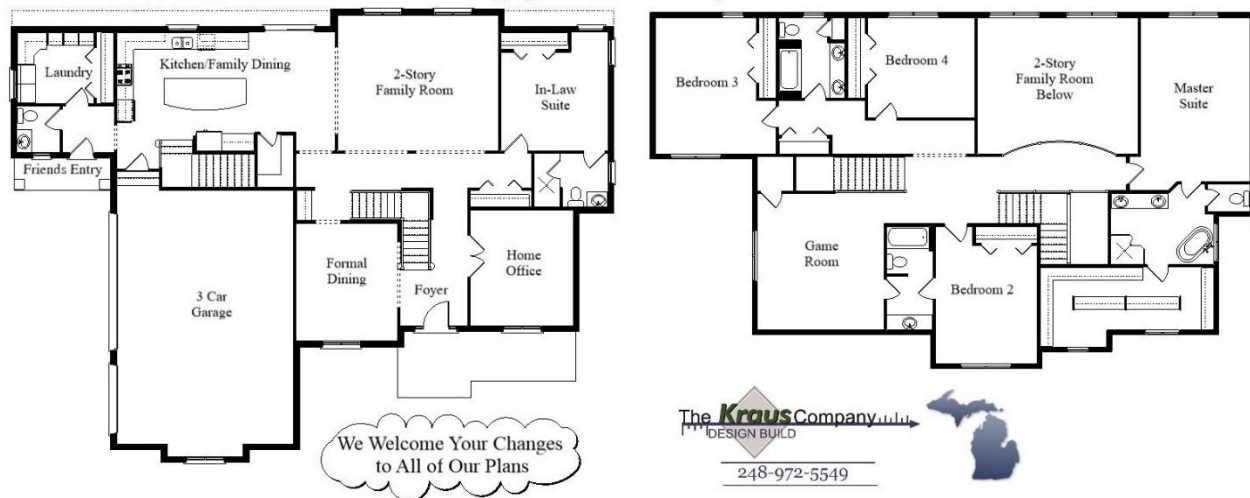 Laundry
Kitchen/Family Dining
2-Story
Family Room
In-Law
Suite
Friends Entry
3 Car
Garage
Formal
Dining
Foyer
Home
Office
We Welcome Your Changes
to All of Our Plans
Bedroom 3
Bedroom 4
2-Story
Family Room
Below
Master
Suite
Game
Room
Bedroom 2
The Kraus Company
DESIGN BUILD
248-972-5549